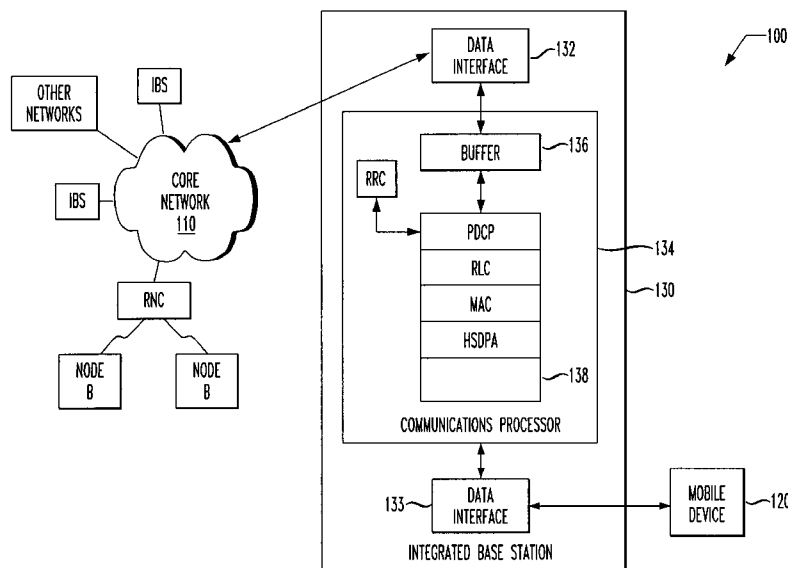 100
DATA
INTERFACE
132
OTHER
NETWORKS
IBS
BUFFER
136
CORE
NETWORK
110
IBS
RRC
PDCP
134
RLC
130
RNC
MAC
HSDPA
NODE
B
NODE
B
138
COMMUNICATIONS PROCESSOR
133
DATA
INTERFACE
MOBILE
DEVICE
120
INTEGRATED BASE STATION